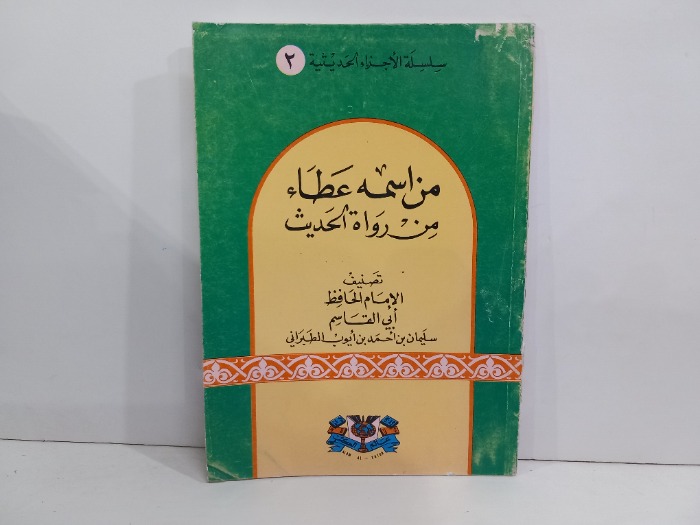 سلسلة الأجزاء الحديثية ٢
من اسمه عطاء
من رواة الحديث
تصنيف
الإمام الحافظ
أبي القاسم
سليمان بن أحمد بن أيوب الطبراني